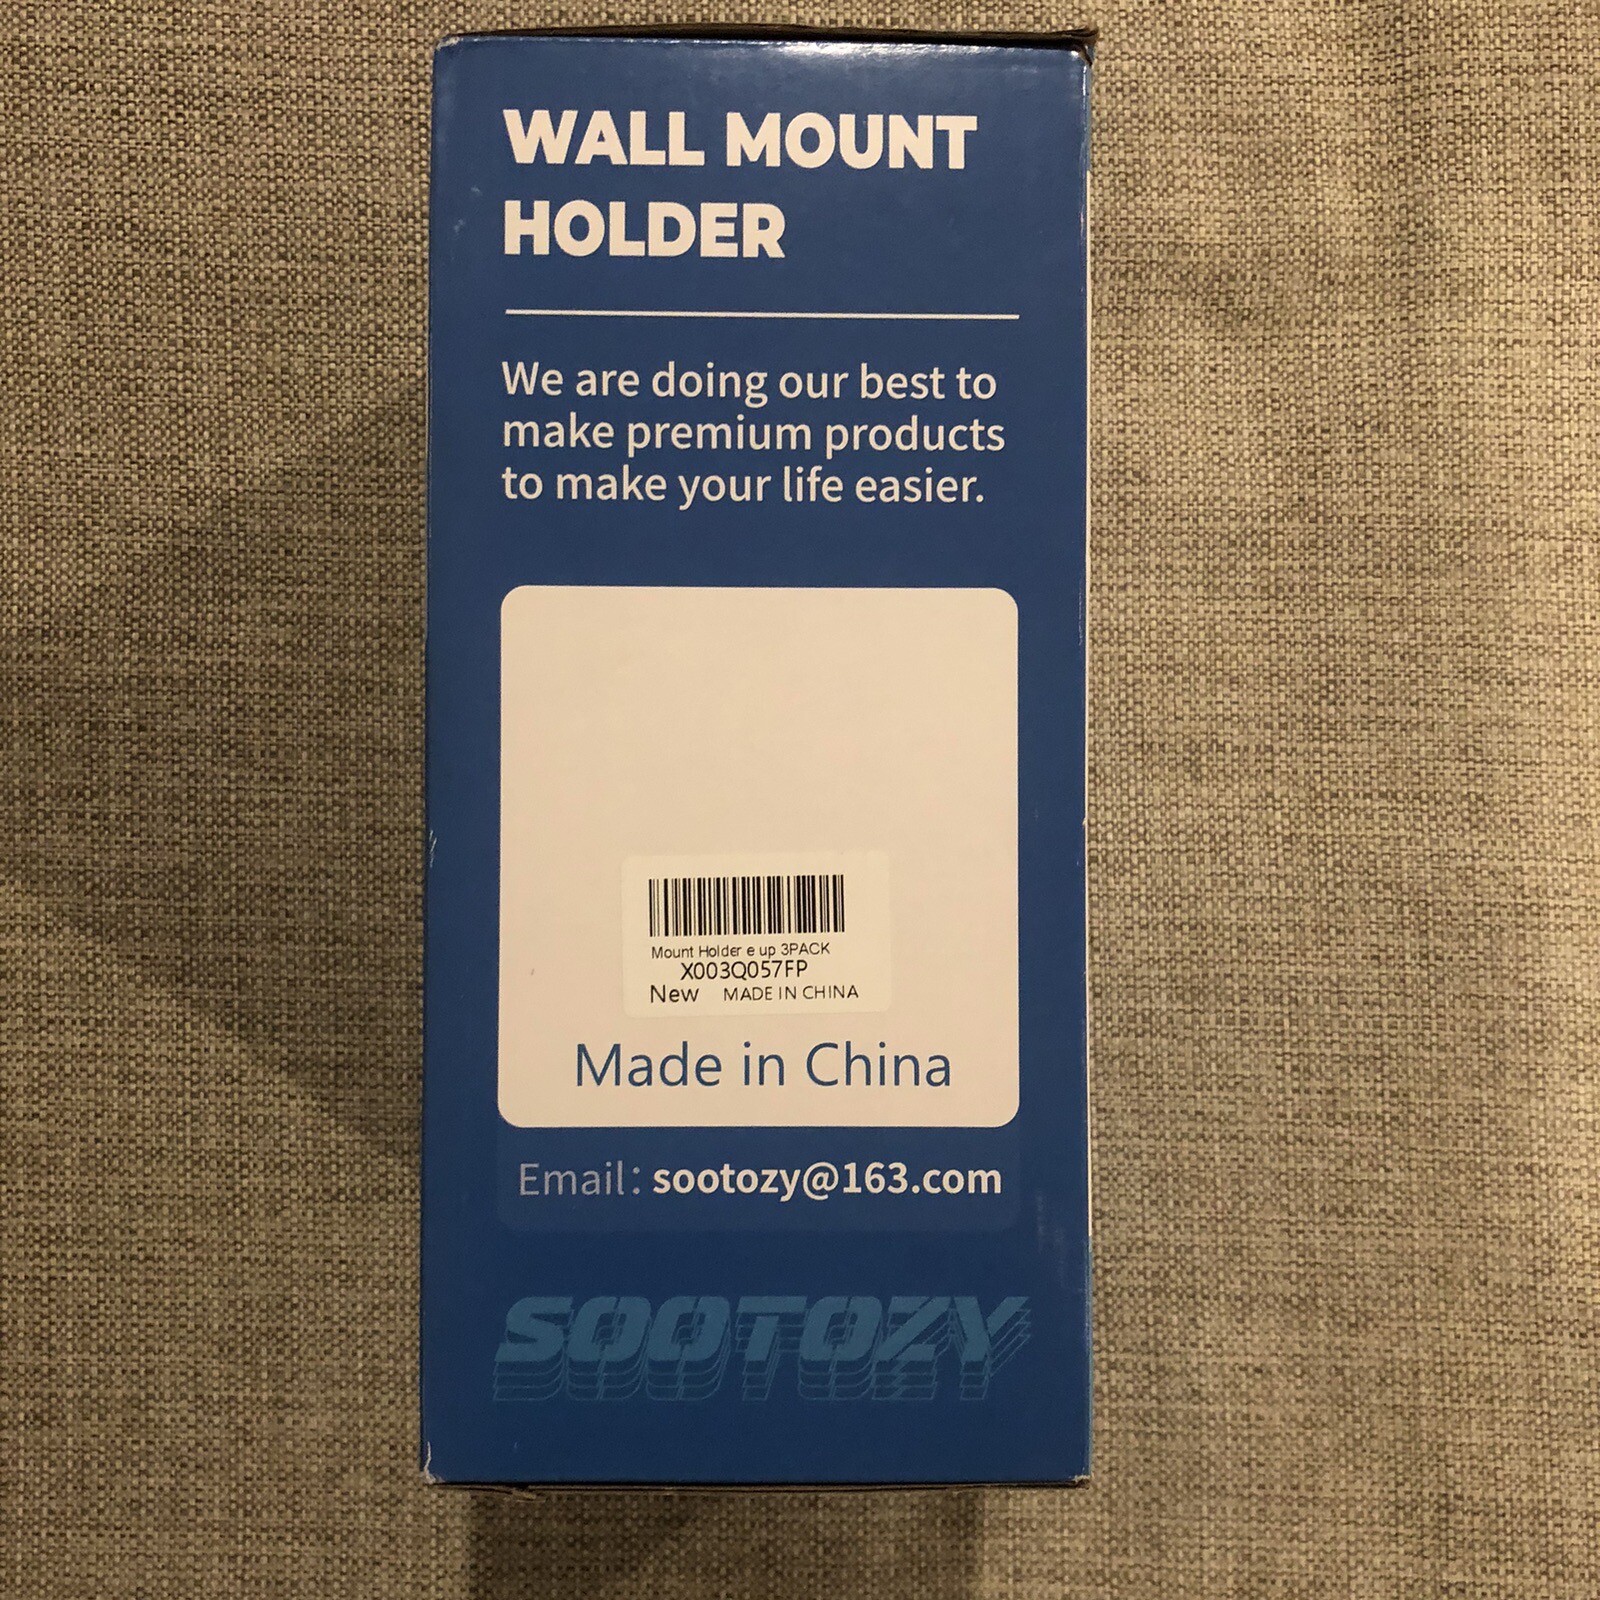 WALL MOUNT
HOLDER
We are doing our best to
make premium products
to make your life easier.
Mount Holder e up 3PACK
X003Q057FP
New MADE IN CHINA
Made in China
Email: sootozy@163.com
SOOTOZY